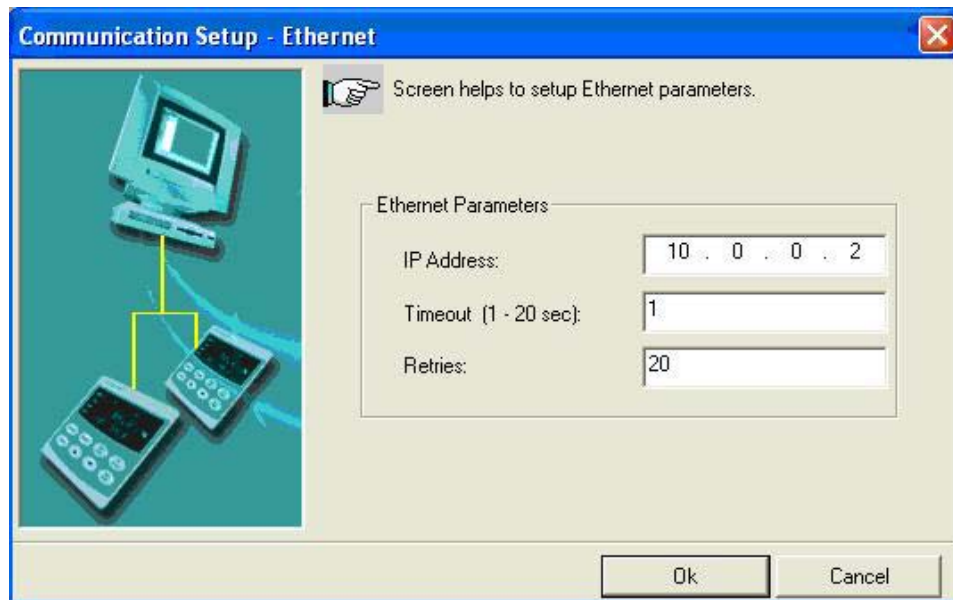 Communication Setup - Ethernet
Screen helps to setup Ethernet parameters.
Ethernet Parameters
IP Address: 10 . 0 . 0 . 2
Timeout (1 - 20 sec): 1
Retries: 20
Ok Cancel